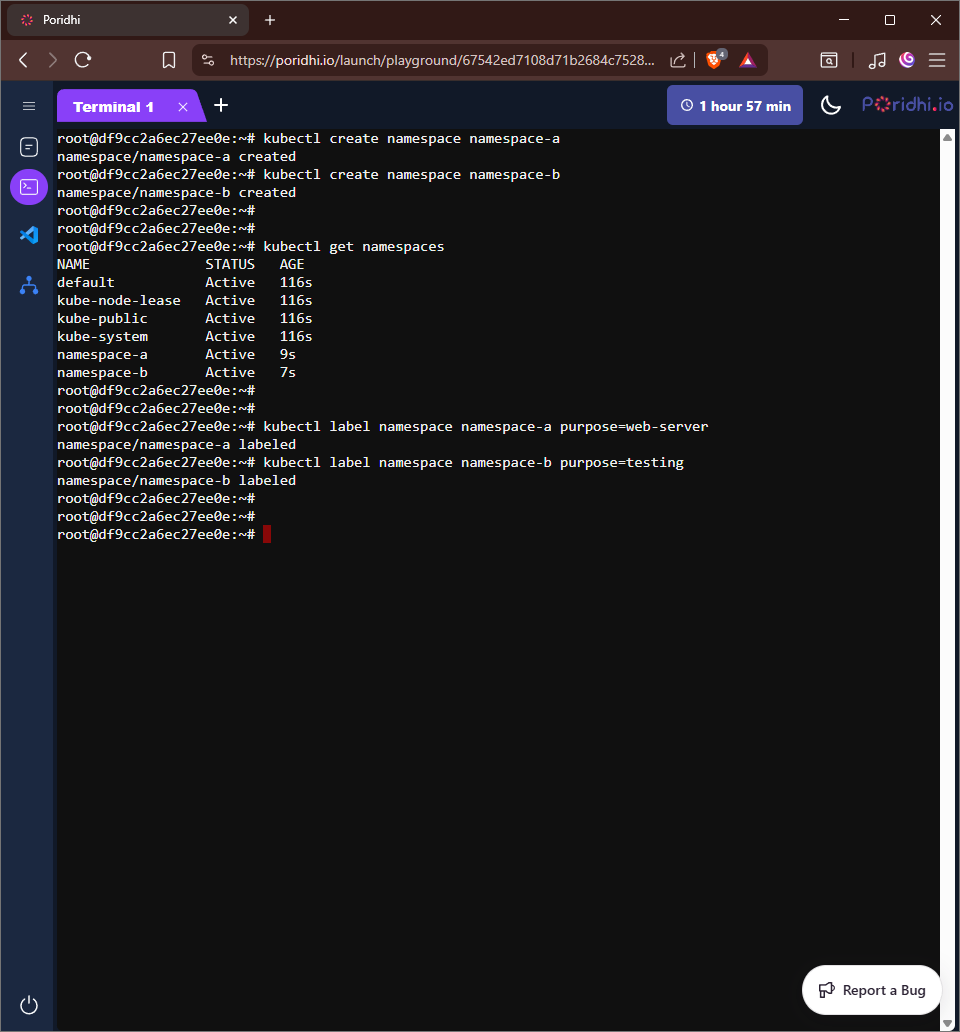 Poridhi
https://poridhi.io/launch/playground/67542ed7108d71b2684c7528...
4
Terminal 1
1 hour 57 min
Poridhi.io
root@df9cc2a6ec27ee0e:~# kubectl create namespace namespace-a
namespace/namespace-a created
root@df9cc2a6ec27ee0e:~# kubectl create namespace namespace-b
namespace/namespace-b created
root@df9cc2a6ec27ee0e:~#
root@df9cc2a6ec27ee0e:~#
root@df9cc2a6ec27ee0e:~# kubectl get namespaces
NAME              STATUS   AGE
default           Active   116s
kube-node-lease   Active   116s
kube-public       Active   116s
kube-system       Active   116s
namespace-a       Active   9s
namespace-b       Active   7s
root@df9cc2a6ec27ee0e:~#
root@df9cc2a6ec27ee0e:~#
root@df9cc2a6ec27ee0e:~# kubectl label namespace namespace-a purpose=web-server
namespace/namespace-a labeled
root@df9cc2a6ec27ee0e:~# kubectl label namespace namespace-b purpose=testing
namespace/namespace-b labeled
root@df9cc2a6ec27ee0e:~#
root@df9cc2a6ec27ee0e:~#
root@df9cc2a6ec27ee0e:~#
Report a Bug